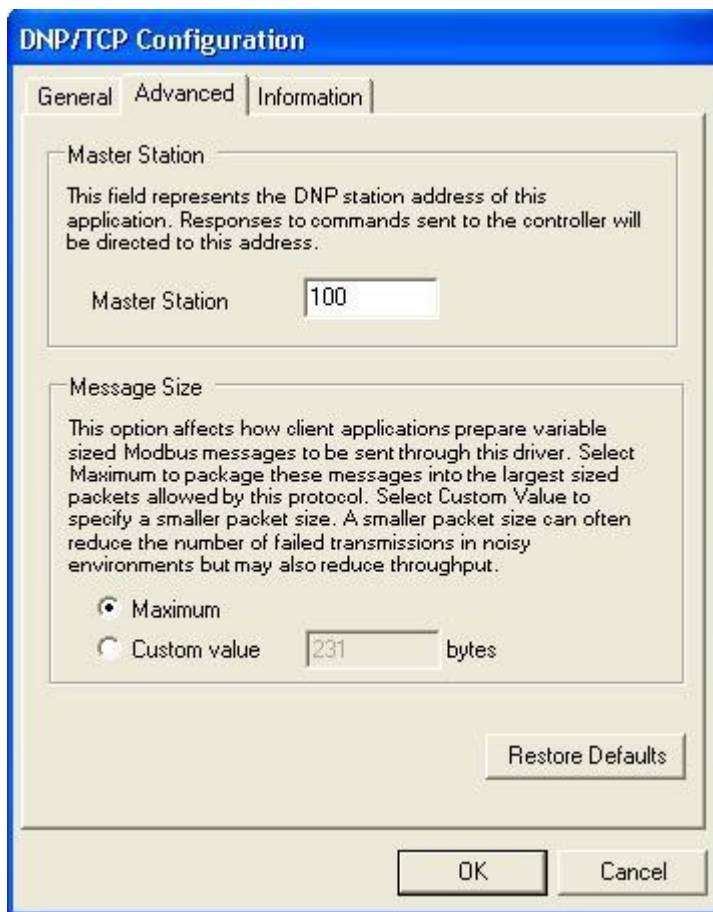 DNP/TCP Configuration
General Advanced Information
Master Station
This field represents the DNP station address of this
application. Responses to commands sent to the controller will
be directed to this address.
Master Station 100
Message Size
This option affects how client applications prepare variable
sized Modbus messages to be sent through this driver. Select
Maximum to package these messages into the largest sized
packets allowed by this protocol. Select Custom Value to
specify a smaller packet size. A smaller packet size can often
reduce the number of failed transmissions in noisy
environments but may also reduce throughput.
Maximum
Custom value 231 bytes
Restore Defaults
OK Cancel